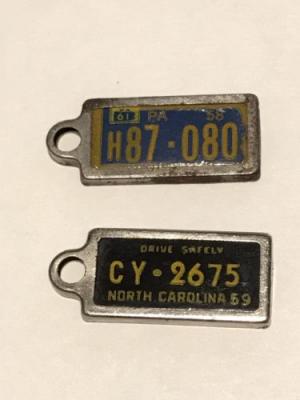 61 PA 58
H87·080
DRIVE SAFELY
CY·2675
NORTH CAROLINA 59